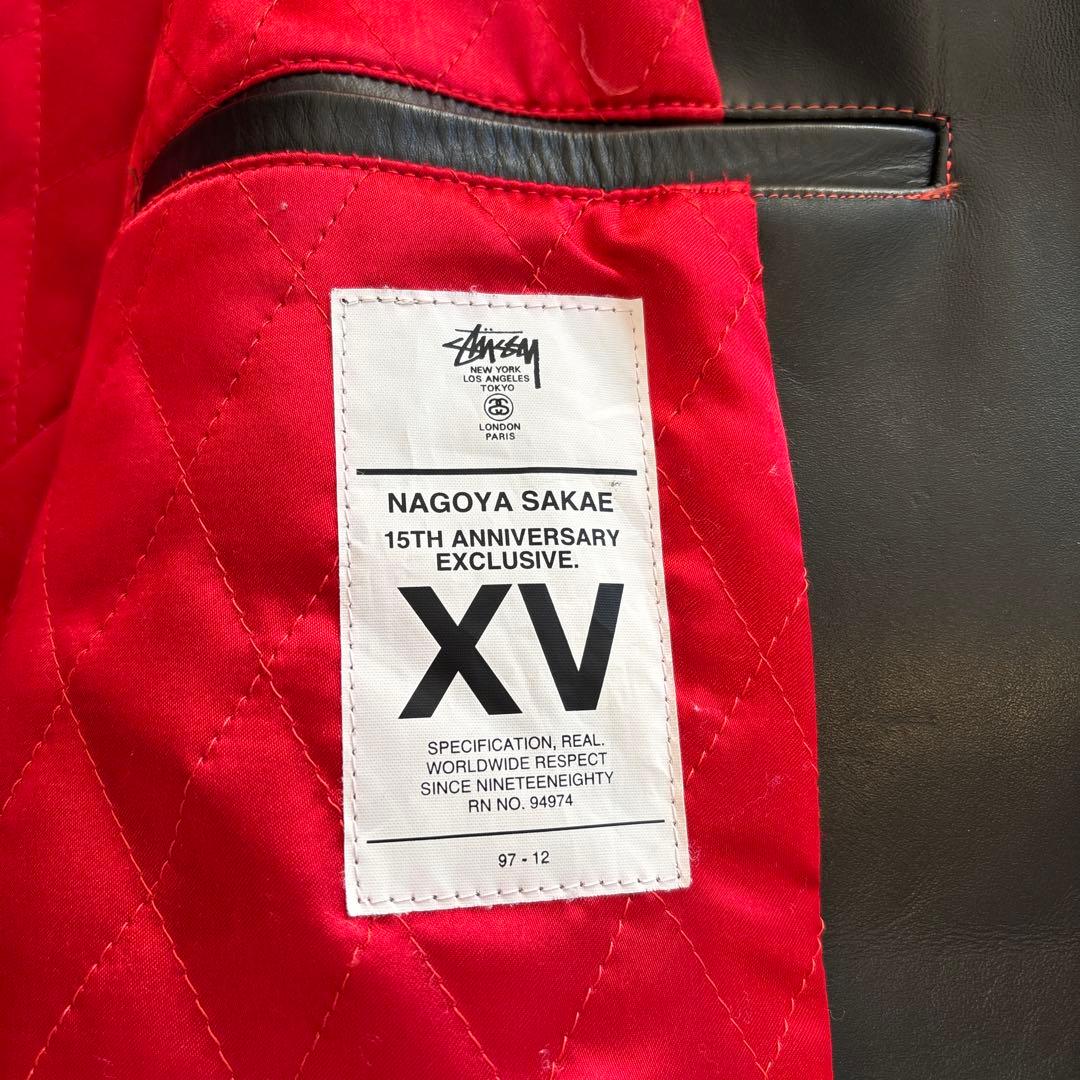 STÜSSY
NEW YORK
LOS ANGELES
TOKYO
LONDON
PARIS
NAGOYA SAKAE
15TH ANNIVERSARY
EXCLUSIVE.
XV
SPECIFICATION, REAL.
WORLDWIDE RESPECT
SINCE NINETEENEIGHTY
RN NO. 94974
97 - 12